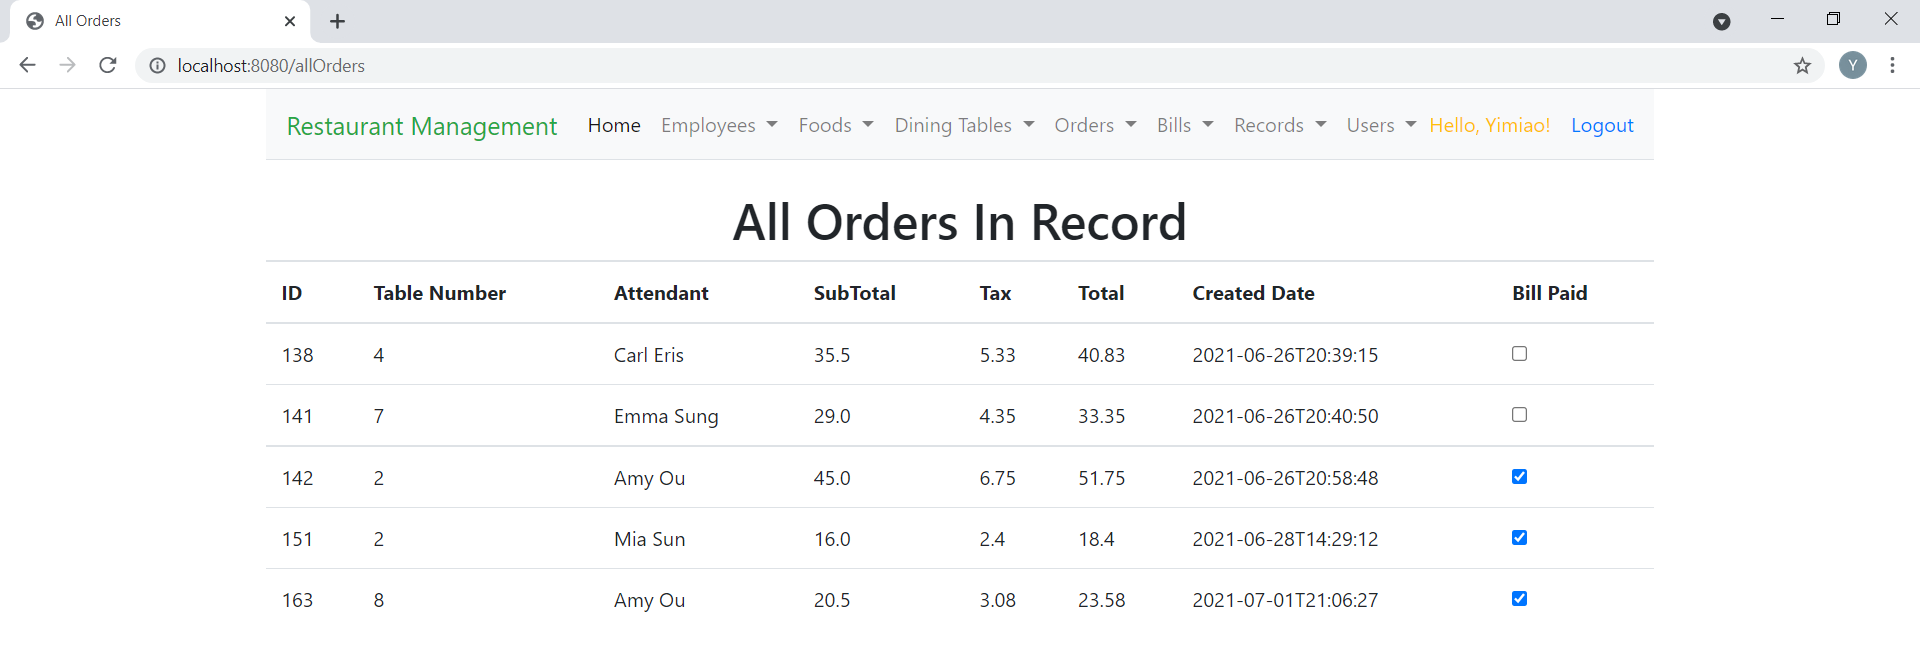 All Orders
localhost:8080/allOrders
Y
Restaurant Management Home Employees Foods Dining Tables Orders Bills Records Users Hello, Yimiao! Logout
All Orders In Record
ID Table Number Attendant SubTotal Tax Total Created Date Bill Paid
138 4 Carl Eris 35.5 5.33 40.83 2021-06-26T20:39:15
141 7 Emma Sung 29.0 4.35 33.35 2021-06-26T20:40:50
142 2 Amy Ou 45.0 6.75 51.75 2021-06-26T20:58:48
151 2 Mia Sun 16.0 2.4 18.4 2021-06-28T14:29:12
163 8 Amy Ou 20.5 3.08 23.58 2021-07-01T21:06:27